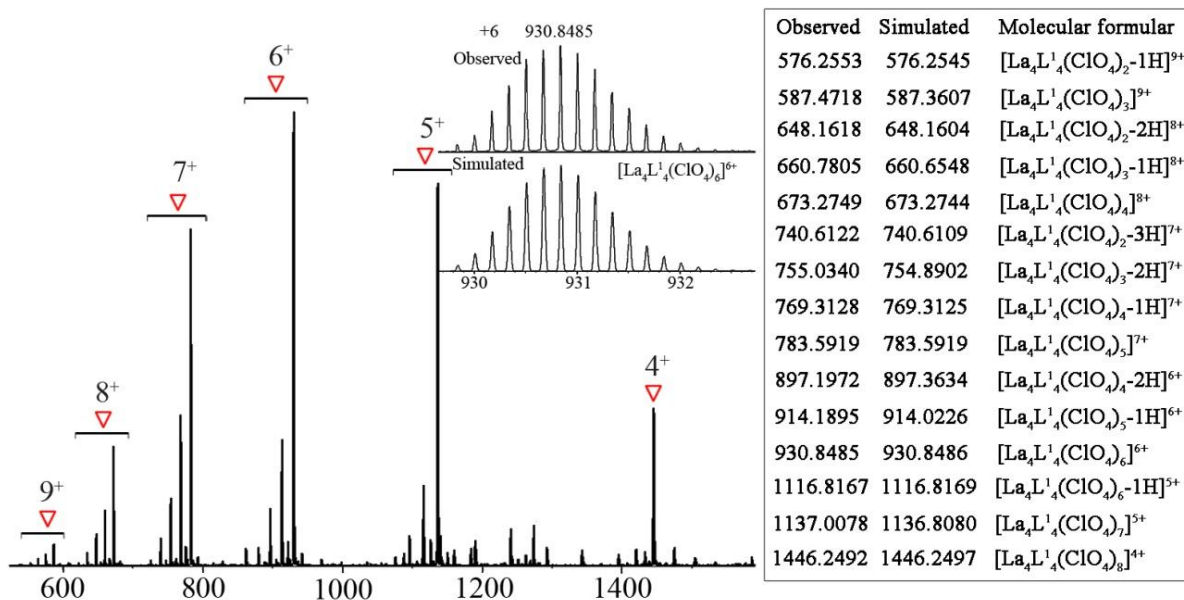 +6 930.8485
Observed
Simulated
[La₄L¹₄(ClO₄)₆]⁶⁺
930 931 932
9⁺
8⁺
7⁺
6⁺
5⁺
4⁺
600 800 1000 1200 1400
Observed Simulated Molecular formular
576.2553 576.2545 [La₄L¹₄(ClO₄)₂-1H]⁹⁺
587.4718 587.3607 [La₄L¹₄(ClO₄)₃]⁹⁺
648.1618 648.1604 [La₄L¹₄(ClO₄)₂-2H]⁸⁺
660.7805 660.6548 [La₄L¹₄(ClO₄)₃-1H]⁸⁺
673.2749 673.2744 [La₄L¹₄(ClO₄)₄]⁸⁺
740.6122 740.6109 [La₄L¹₄(ClO₄)₂-3H]⁷⁺
755.0340 754.8902 [La₄L¹₄(ClO₄)₃-2H]⁷⁺
769.3128 769.3125 [La₄L¹₄(ClO₄)₄-1H]⁷⁺
783.5919 783.5919 [La₄L¹₄(ClO₄)₅]⁷⁺
897.1972 897.3634 [La₄L¹₄(ClO₄)₄-2H]⁶⁺
914.1895 914.0226 [La₄L¹₄(ClO₄)₅-1H]⁶⁺
930.8485 930.8486 [La₄L¹₄(ClO₄)₆]⁶⁺
1116.8167 1116.8169 [La₄L¹₄(ClO₄)₆-1H]⁵⁺
1137.0078 1136.8080 [La₄L¹₄(ClO₄)₇]⁵⁺
1446.2492 1446.2497 [La₄L¹₄(ClO₄)₈]⁴⁺